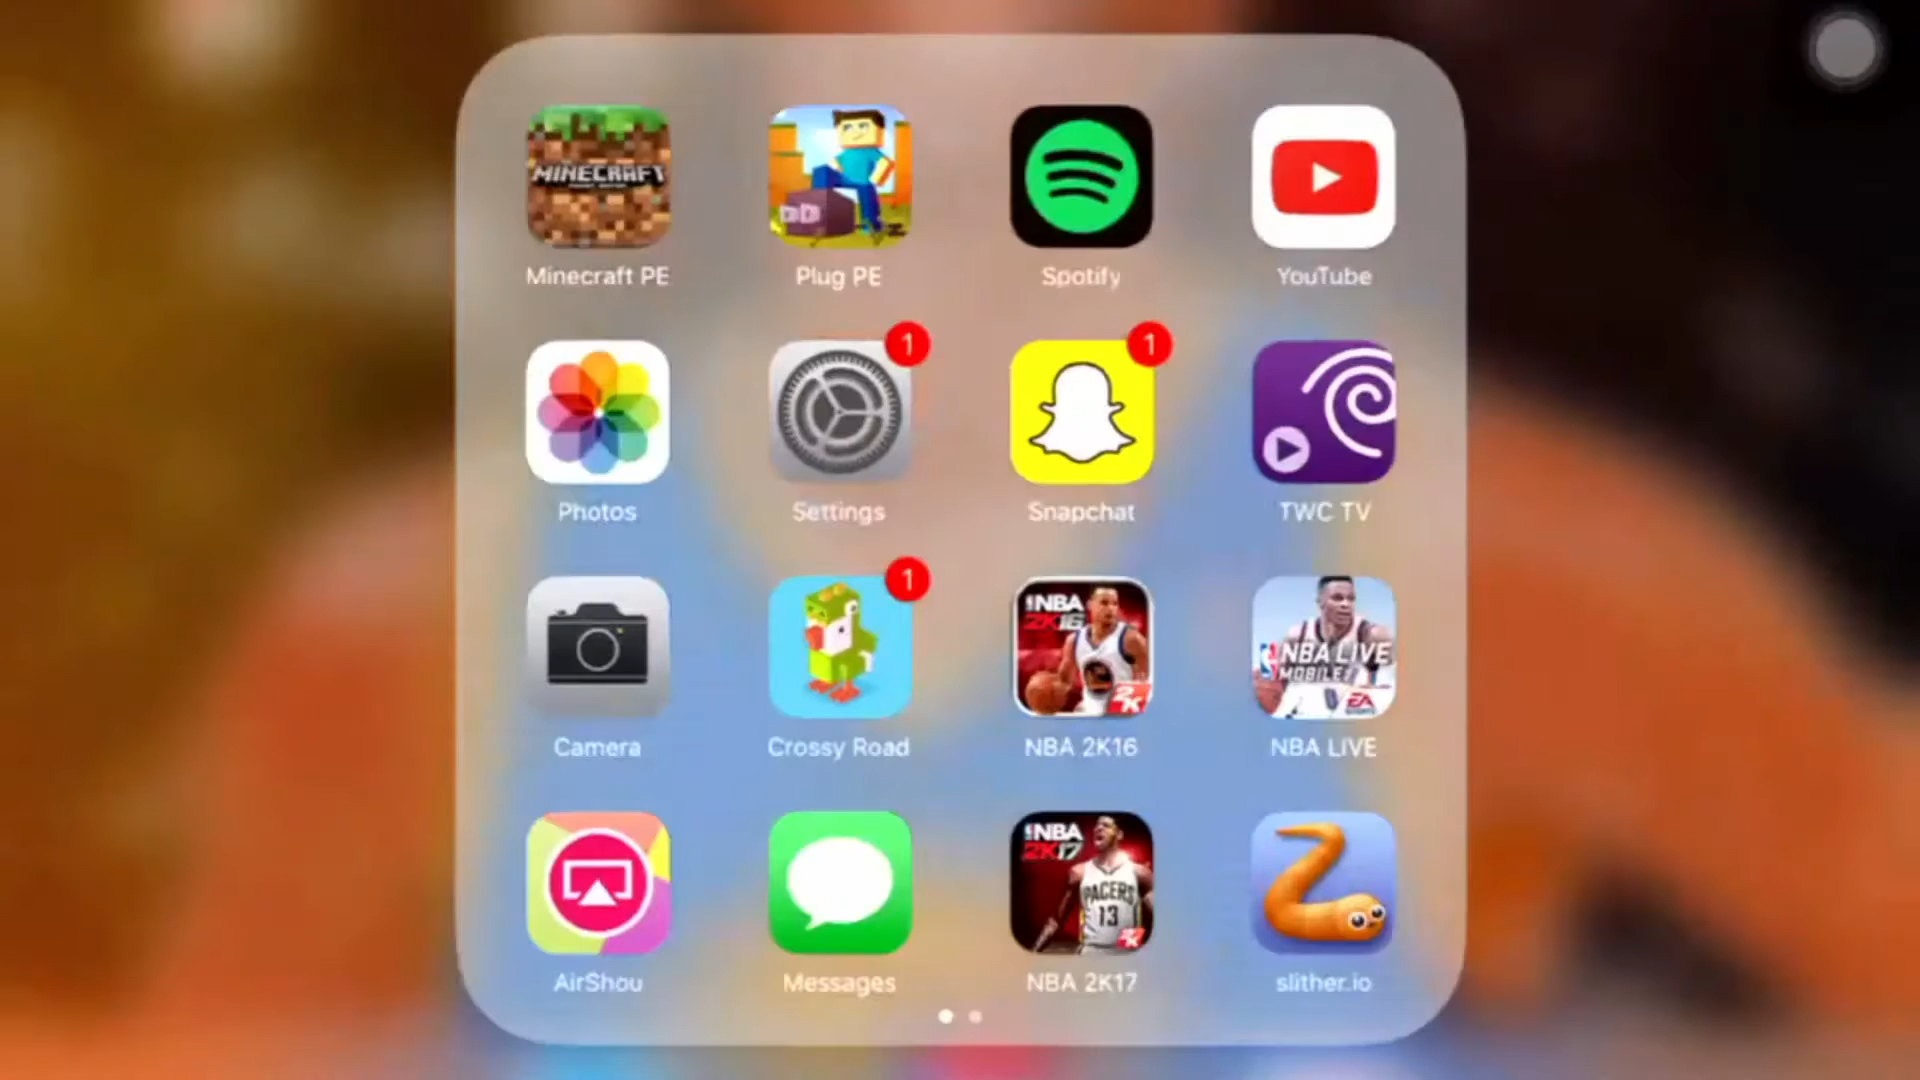 MINECRAFT
Minecraft PE
Plug PE
Spotify
YouTube
1
1
Photos
Settings
Snapchat
TWC TV
1
NBA
2K16
2K
NBA LIVE
MOBILE
EA
Camera
Crossy Road
NBA 2K16
NBA LIVE
NBA
2K17
PACERS
13
2K
AirShou
Messages
NBA 2K17
slither.io